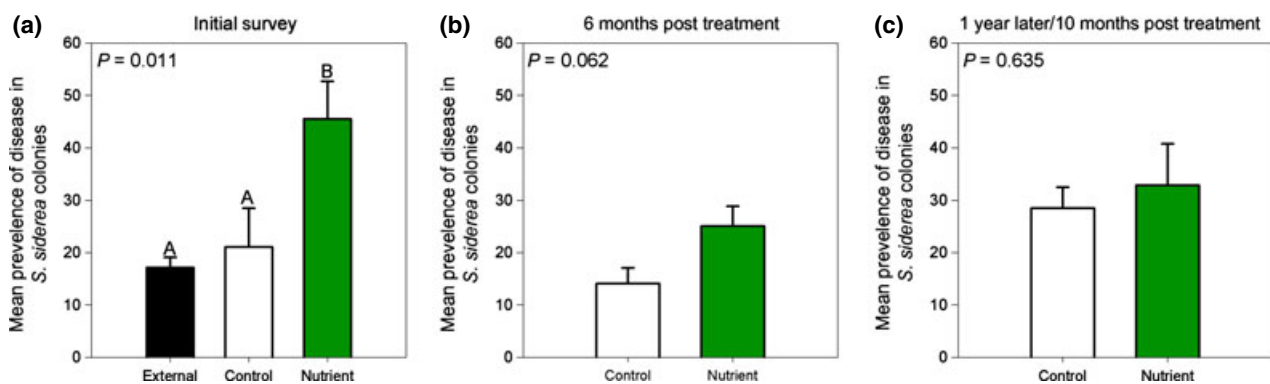 (a)
Initial survey
P = 0.011
60
50
40
30
20
10
0
Mean prevelence of disease in
S. siderea colonies
A
A
B
External
Control
Nutrient
(b)
6 months post treatment
P = 0.062
60
50
40
30
20
10
0
Mean prevelence of disease in
S. siderea colonies
Control
Nutrient
(c)
1 year later/10 months post treatment
P = 0.635
60
50
40
30
20
10
0
Mean prevelence of disease in
S. siderea colonies
Control
Nutrient